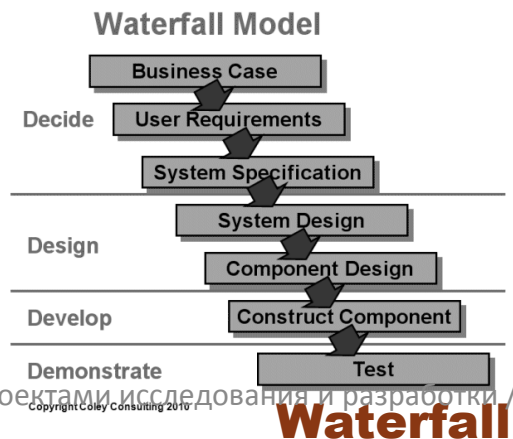 Waterfall Model
Business Case
Decide
User Requirements
System Specification
System Design
Design
Component Design
Develop
Construct Component
Demonstrate
Test
исследования и разработки /
Copyright Coley Consulting 2010
Waterfall